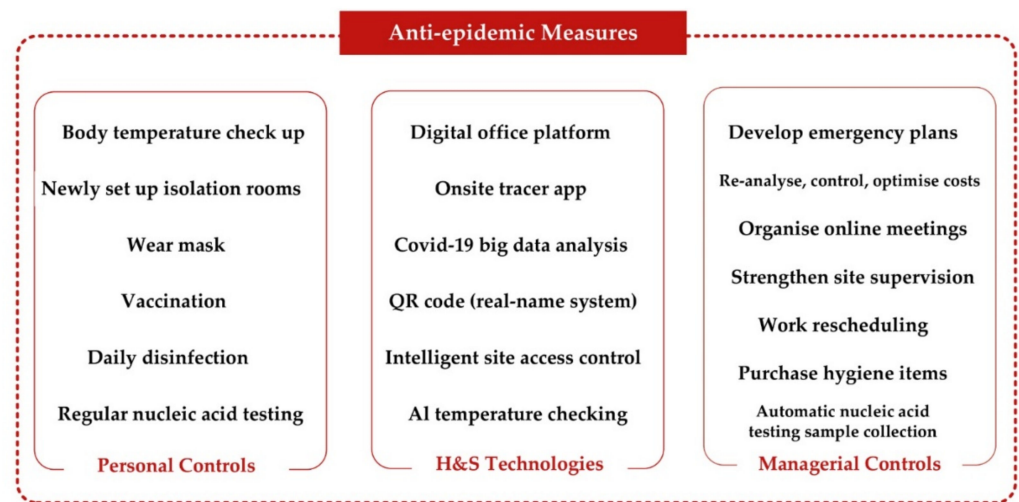 Anti-epidemic Measures
Body temperature check up
Newly set up isolation rooms
Wear mask
Vaccination
Daily disinfection
Regular nucleic acid testing
Personal Controls
Digital office platform
Onsite tracer app
Covid-19 big data analysis
QR code (real-name system)
Intelligent site access control
AI temperature checking
H&S Technologies
Develop emergency plans
Re-analyse, control, optimise costs
Organise online meetings
Strengthen site supervision
Work rescheduling
Purchase hygiene items
Automatic nucleic acid
testing sample collection
Managerial Controls